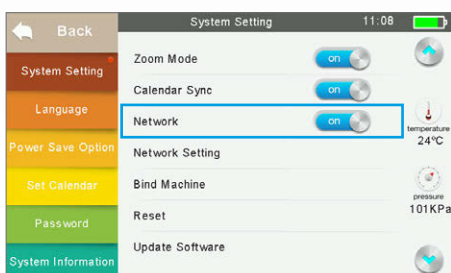 Back
System Setting
11:08
System Setting
Language
Power Save Option
Set Calendar
Password
System Information
Zoom Mode
on
Calendar Sync
on
Network
on
Network Setting
Bind Machine
Reset
Update Software
temperature
24℃
pressure
101KPa